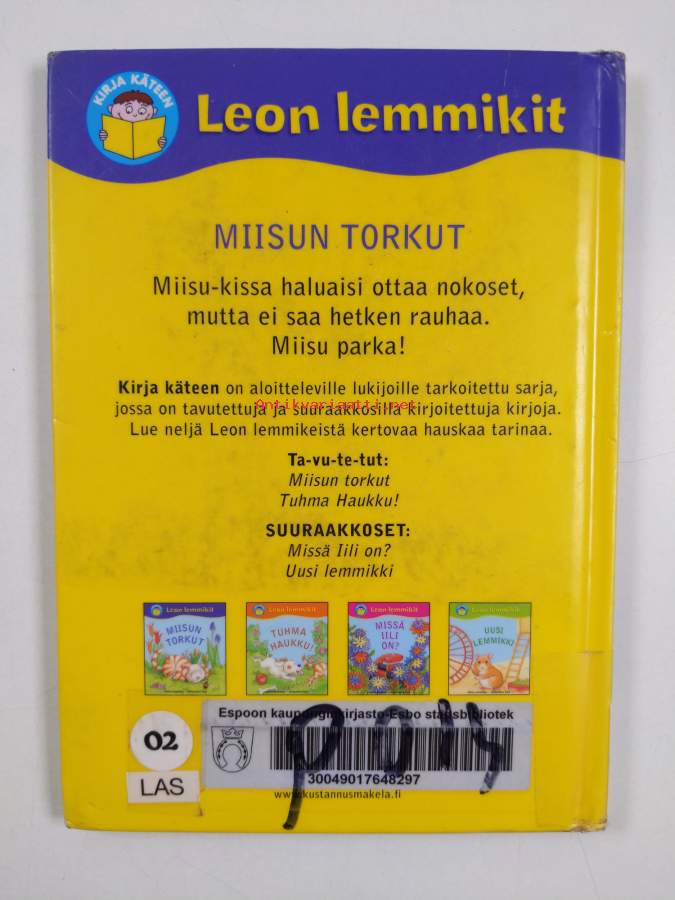 KIRJA KÄTEEN
Leon lemmikit
MIISUN TORKUT
Miisu-kissa haluaisi ottaa nokoset,
mutta ei saa hetken rauhaa.
Miisu parka!
Kirja käteen on aloitteleville lukijoille tarkoitettu sarja,
jossa on tavutettuja ja suuraakkosilla kirjoitettuja kirjoja.
Antikvariaatti.net
Lue neljä Leon lemmikeistä kertovaa hauskaa tarinaa.
Ta-vu-te-tut:
Miisun torkut
Tuhma Haukku!
SUURAAKKOSET:
Missä Iili on?
Uusi lemmikki
Leon lemmikit
MIISUN
TORKUT
Leon lemmikit
TUHMA
HAUKKU!
Leon lemmikit
MISSÄ
IILI
ON?
Leon lemmikit
UUSI
LEMMIKKI
Espoon kaupunginkirjasto-Esbo stadsbibliotek
02
LAS
30049017648297
www.kustannusmakela.fi